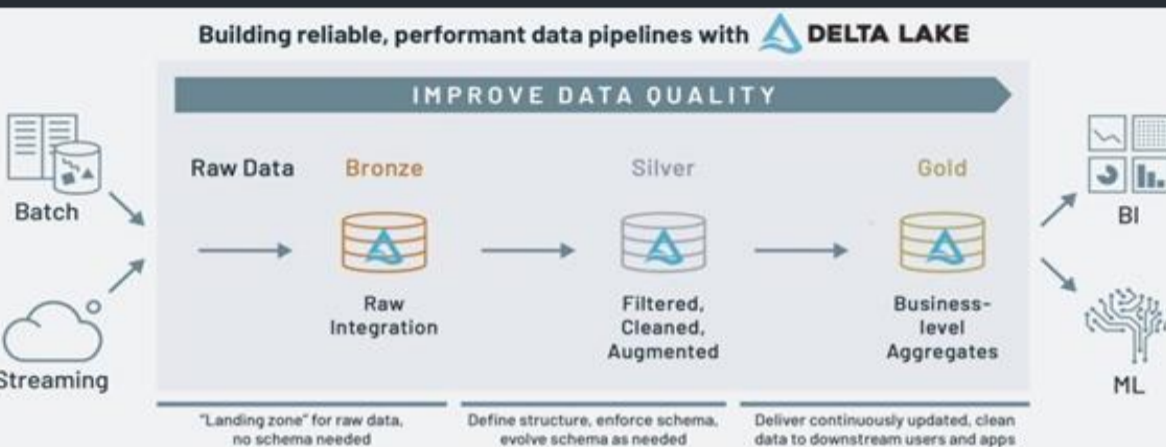 Building reliable, performant data pipelines with DELTA LAKE
IMPROVE DATA QUALITY
Batch
Streaming
Raw Data
Bronze
Raw
Integration
"Landing zone" for raw data,
no schema needed
Silver
Filtered,
Cleaned,
Augmented
Define structure, enforce schema,
evolve schema as needed
Gold
Business-
level
Aggregates
Deliver continuously updated, clean
data to downstream users and apps
BI
ML